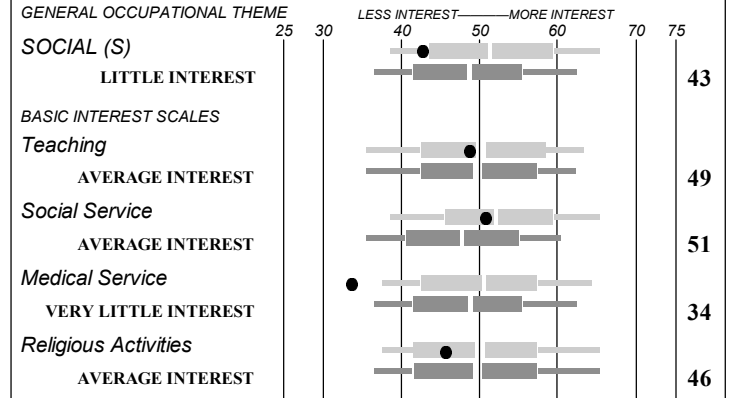 GENERAL OCCUPATIONAL THEME LESS INTEREST MORE INTEREST
25 30 40 50 60 70 75
SOCIAL (S)
LITTLE INTEREST 43
BASIC INTEREST SCALES
Teaching
AVERAGE INTEREST 49
Social Service
AVERAGE INTEREST 51
Medical Service
VERY LITTLE INTEREST 34
Religious Activities
AVERAGE INTEREST 46